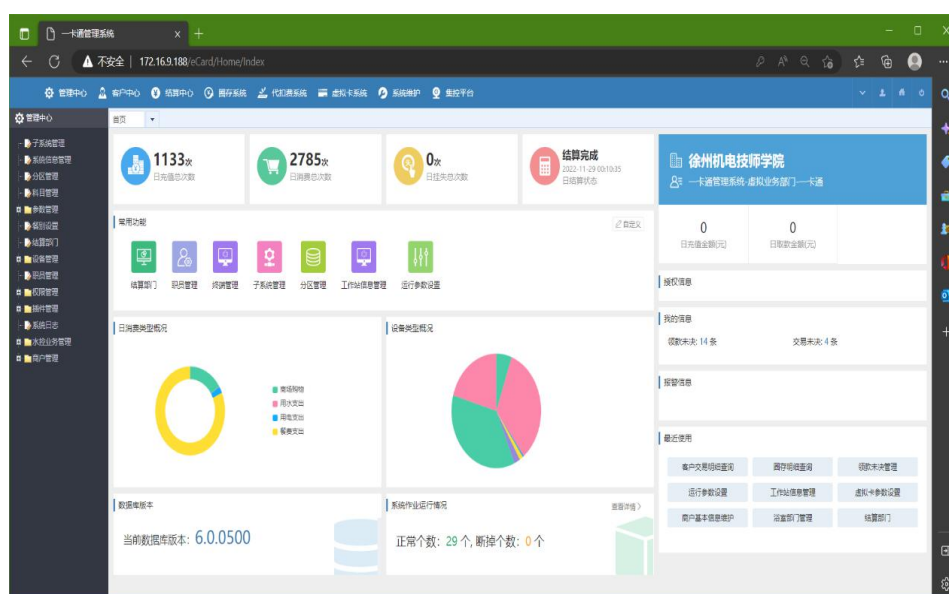 一卡通管理系统
不安全 | 172.16.9.188/eCard/Home/Index
管理中心 客户中心 结算中心 圈存系统 代扣费系统 虚拟卡系统 系统维护 集控平台
管理中心
首页
子系统管理
系统信息管理
分区管理
科目管理
参数管理
餐别设置
结算部门
设备管理
职员管理
权限管理
插件管理
系统日志
水控业务管理
商户管理
1133次
日充值总次数
2785次
日消费总次数
0次
日挂失总次数
结算完成
2022-11-29 00:10:35
日结算状态
常用功能
自定义
结算部门 职员管理 终端管理 子系统管理 分区管理 工作站信息管理 运行参数设置
日消费类型概况
商场购物
用水支出
用电支出
餐费支出
设备类型概况
数据库版本
当前数据库版本: 6.0.0500
系统作业运行情况
查看详情 >
正常个数: 29 个, 断掉个数: 0 个
徐州机电技师学院
一卡通管理系统-虚拟业务部门----卡通
0
日充值金额(元)
0
日取款金额(元)
授权信息
我的信息
领款未决: 14 条
交易未决: 4 条
报警信息
最近使用
客户交易明细查询 圈存明细查询 领款未决管理
运行参数设置 工作站信息管理 虚拟卡参数设置
商户基本信息维护 浴室部门管理 结算部门